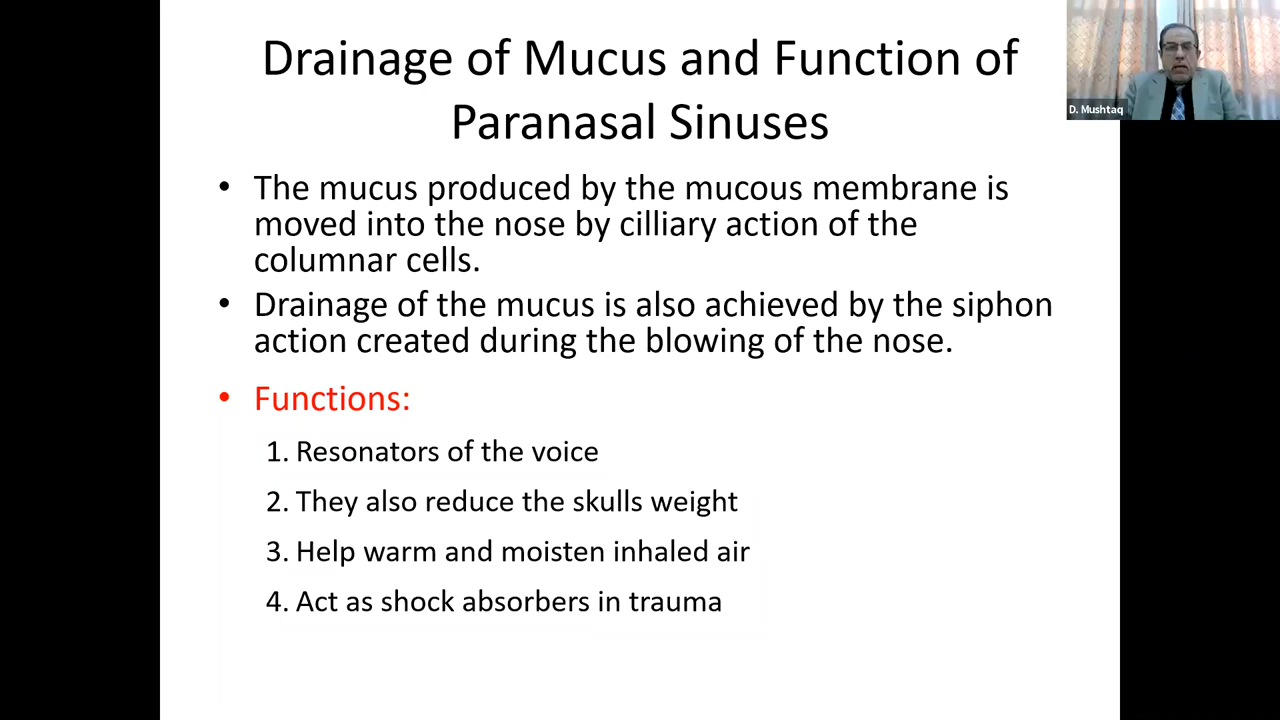 Drainage of Mucus and Function of
Paranasal Sinuses
D. Mushtaq
• The mucus produced by the mucous membrane is
moved into the nose by cilliary action of the
columnar cells.
• Drainage of the mucus is also achieved by the siphon
action created during the blowing of the nose.
• Functions:
1. Resonators of the voice
2. They also reduce the skulls weight
3. Help warm and moisten inhaled air
4. Act as shock absorbers in trauma